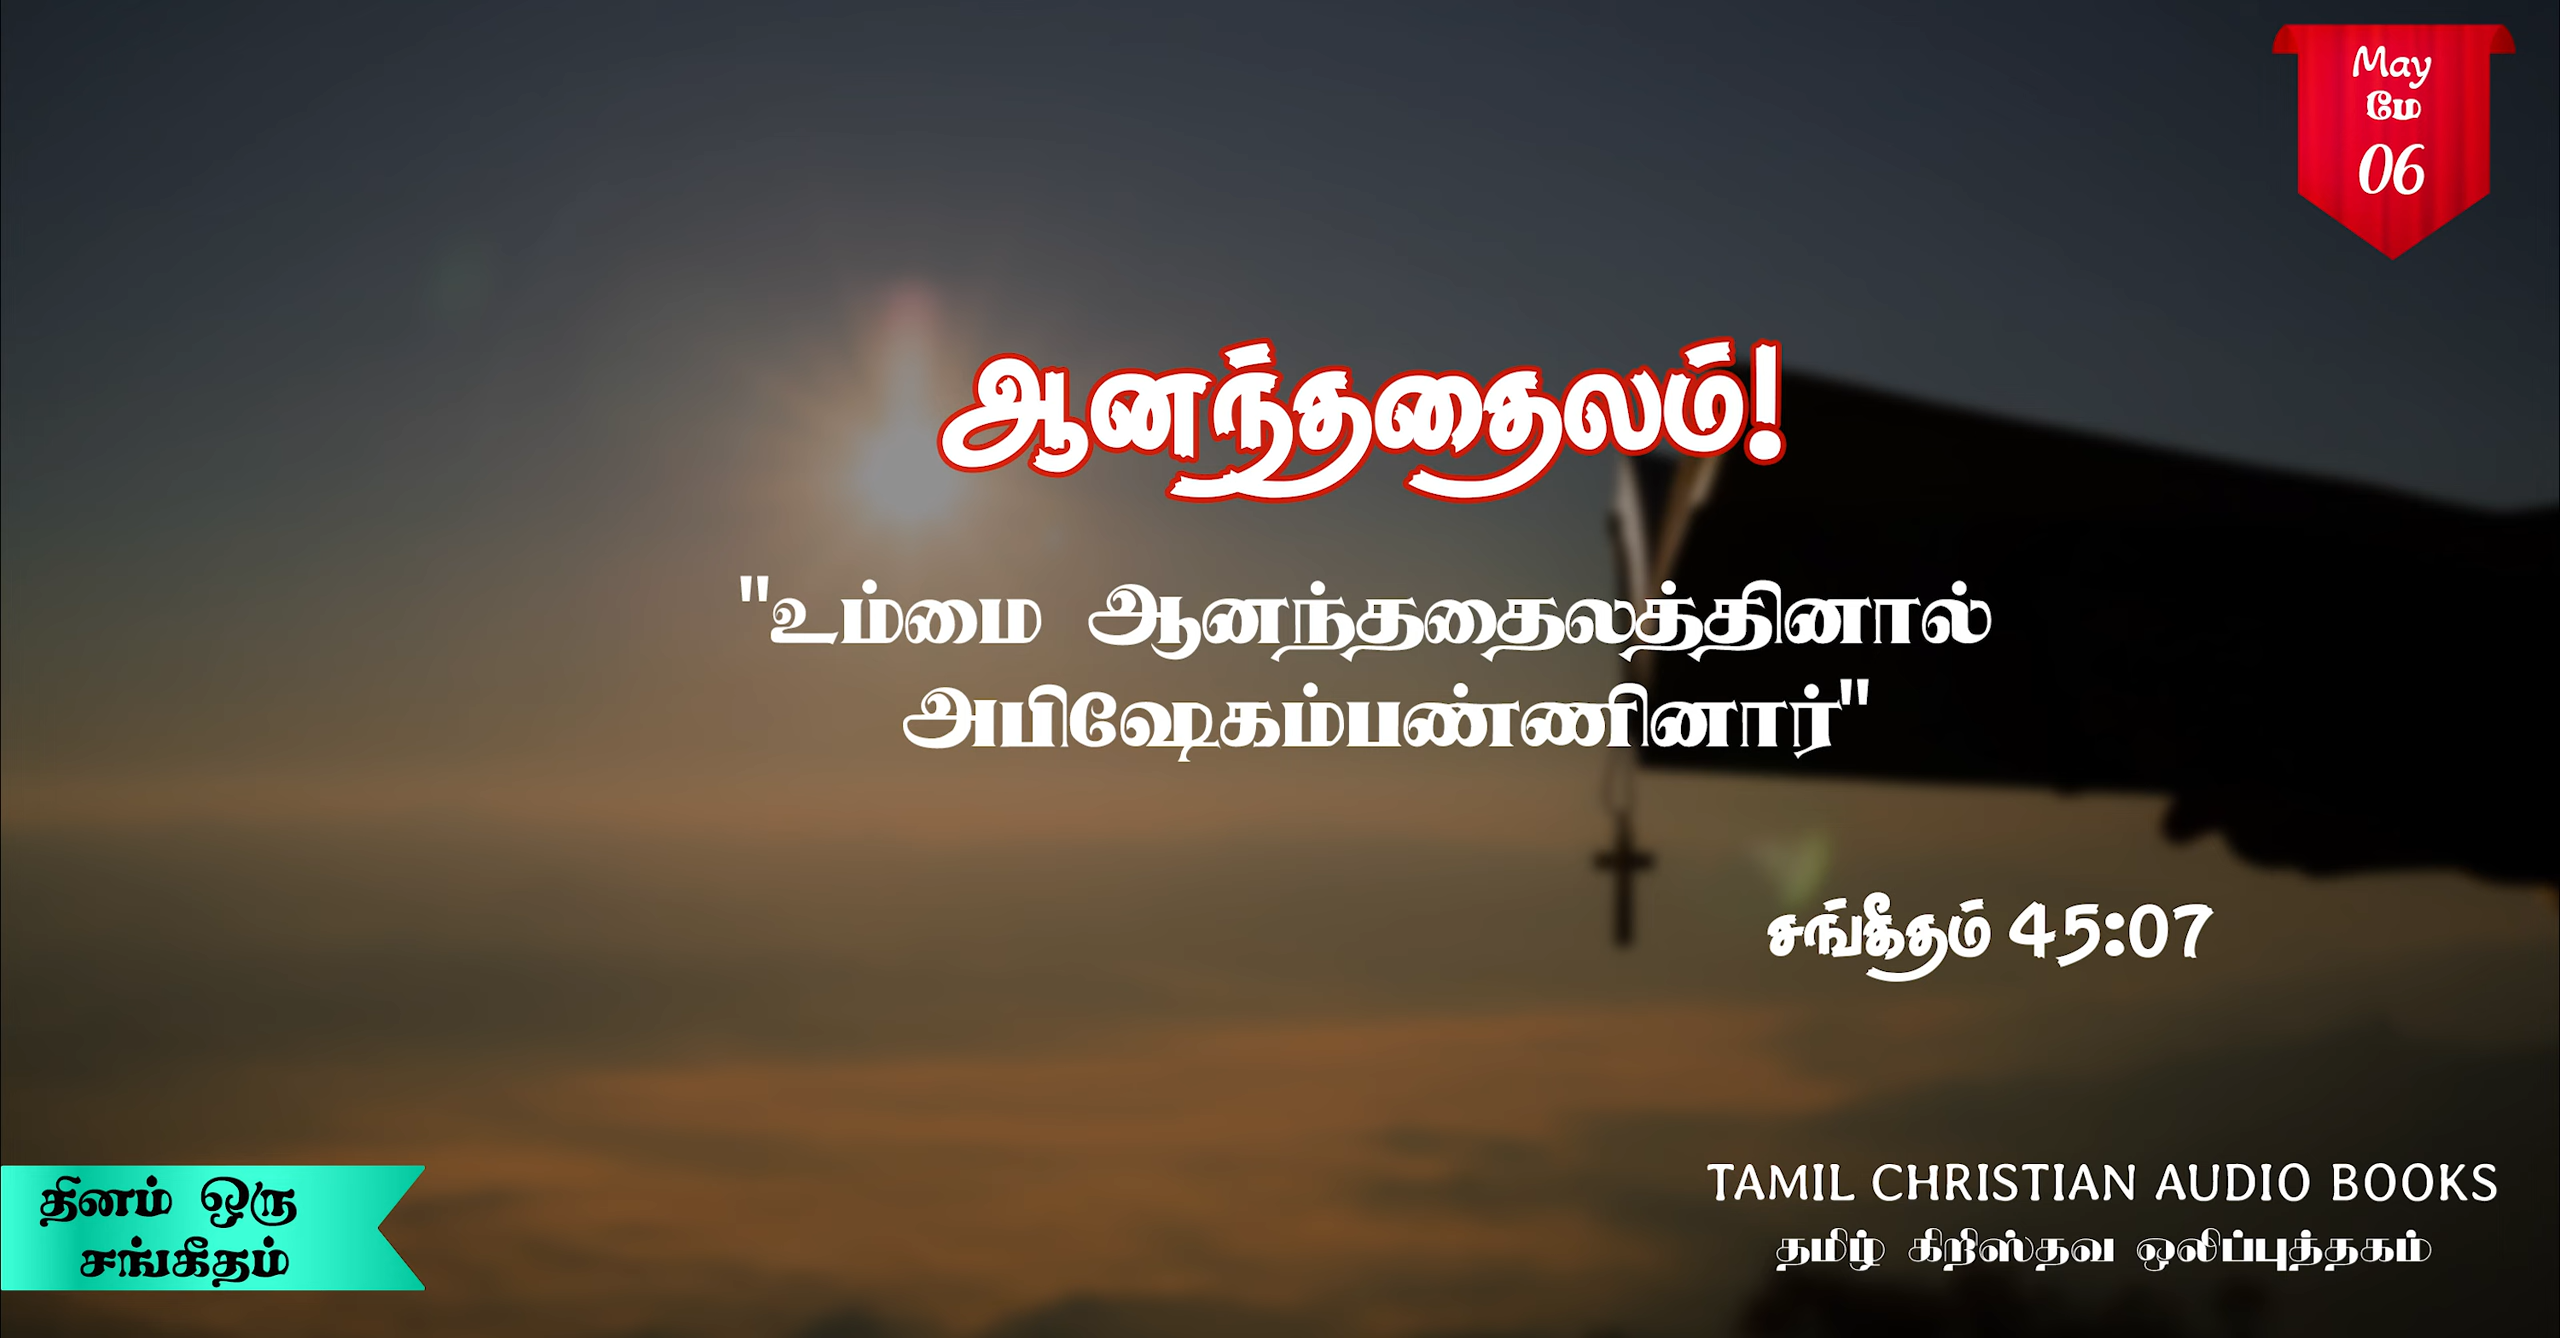 May
மே
06
ஆனந்ததைலம்!
"உம்மை ஆனந்ததைலத்தினால்
அபிஷேகம்பண்ணினார்"
சங்கீதம் 45:07
தினம் ஒரு
சங்கீதம்
TAMIL CHRISTIAN AUDIO BOOKS
தமிழ் கிறிஸ்தவ ஒலிப்புத்தகம்